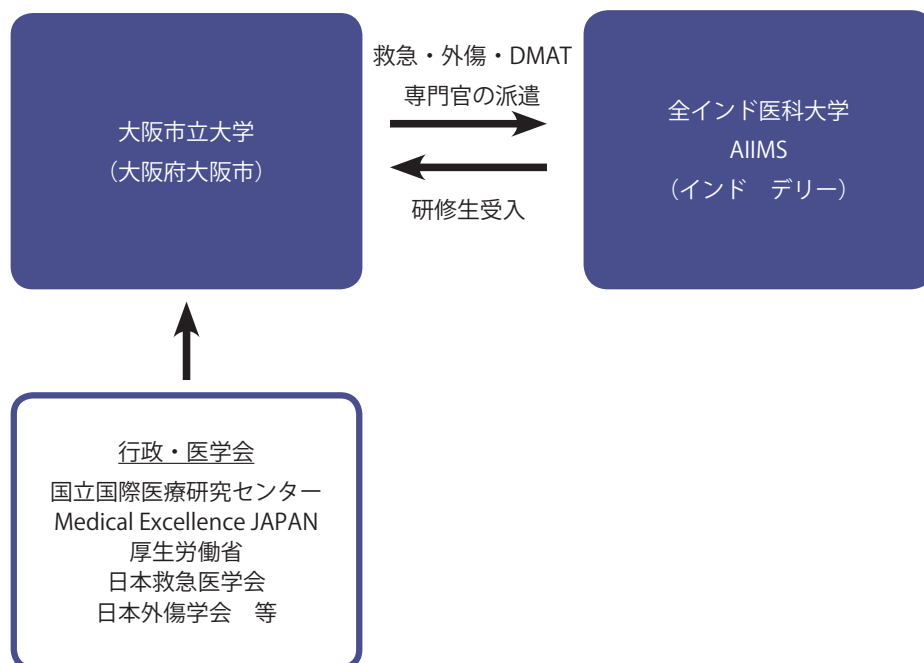 大阪市立大学
（大阪府大阪市）
救急・外傷・DMAT
専門官の派遣
研修生受入
全インド医科大学
AIIMS
（インド　デリー）
行政・医学会
国立国際医療研究センター
Medical Excellence JAPAN
厚生労働省
日本救急医学会
日本外傷学会　等